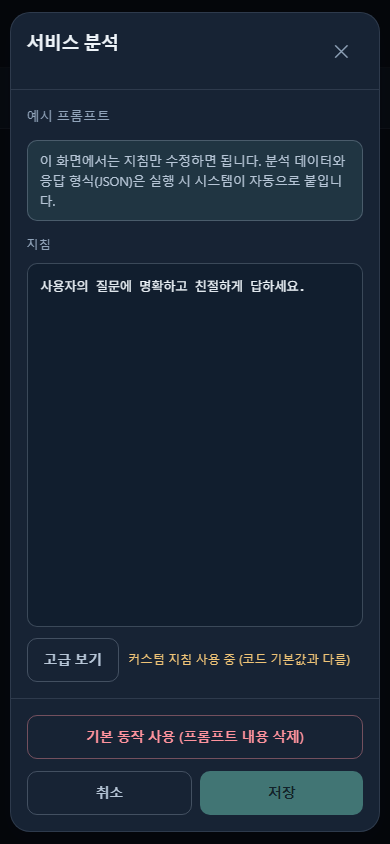 서비스 분석
예시 프롬프트
이 화면에서는 지침만 수정하면 됩니다. 분석 데이터와
응답 형식(JSON)은 실행 시 시스템이 자동으로 붙입니
다.
지침
사용자의 질문에 명확하고 친절하게 답하세요.
고급 보기
커스텀 지침 사용 중 (코드 기본값과 다름)
기본 동작 사용 (프롬프트 내용 삭제)
취소
저장